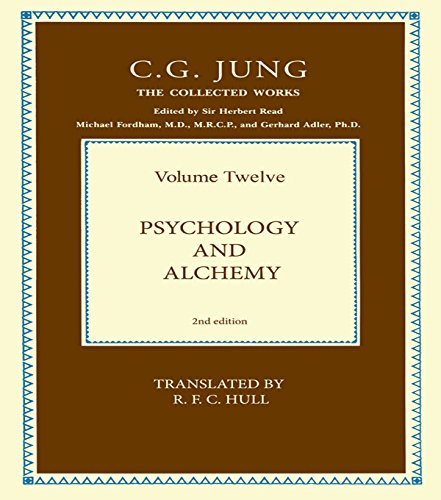 C.G. JUNG
THE COLLECTED WORKS
Edited by Sir Herbert Read
Michael Fordham, M.D., M.R.C.P., and Gerhard Adler, Ph.D.
Volume Twelve
PSYCHOLOGY
AND
ALCHEMY
2nd edition
TRANSLATED BY
R. F. C. HULL